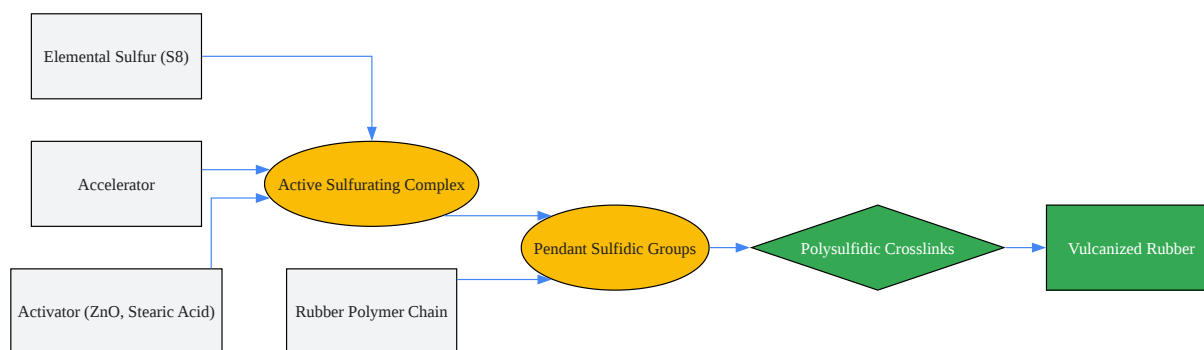 Elemental Sulfur (S8)
Accelerator
Active Sulfurating Complex
Pendant Sulfidic Groups
Polysulfidic Crosslinks
Vulcanized Rubber
Activator (ZnO, Stearic Acid)
Rubber Polymer Chain